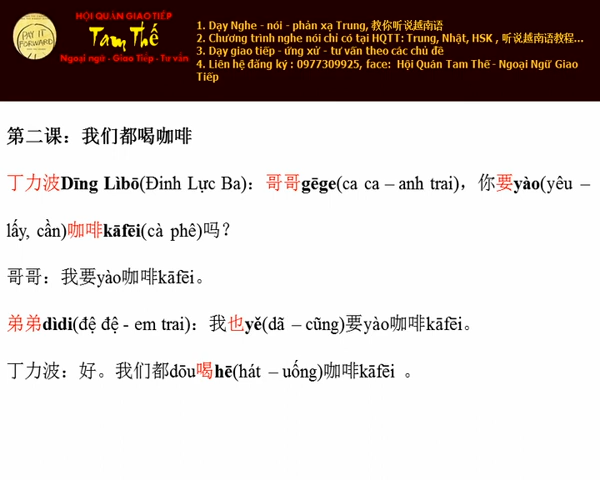 PAY IT
FORWARD
HỘI QUÁN GIAO TIẾP
Tam Thế
Ngoại ngữ - Giao Tiếp - Tư vấn
1. Dạy Nghe - nói - phản xạ Trung, 教你听说越南语
2. Chương trình nghe nói chỉ có tại HQTT: Trung, Nhật, HSK , 听说越南语教程...
3. Dạy giao tiếp - ứng xử - tư vấn theo các chủ đề
4. Liên hệ đăng ký : 0977309925, face: Hội Quán Tam Thế - Ngoại Ngữ Giao
Tiếp
第二课：我们都喝咖啡
丁力波Dīng Lìbō(Đinh Lực Ba)：哥哥gēge(ca ca – anh trai)，你要yào(yêu –
lấy, cần)咖啡kāfēi(cà phê)吗？
哥哥：我要yào咖啡kāfēi。
弟弟dìdi(đệ đệ - em trai)：我也yě(dã – cũng)要yào咖啡kāfēi。
丁力波：好。我们都dōu喝hē(hát – uống)咖啡kāfēi 。